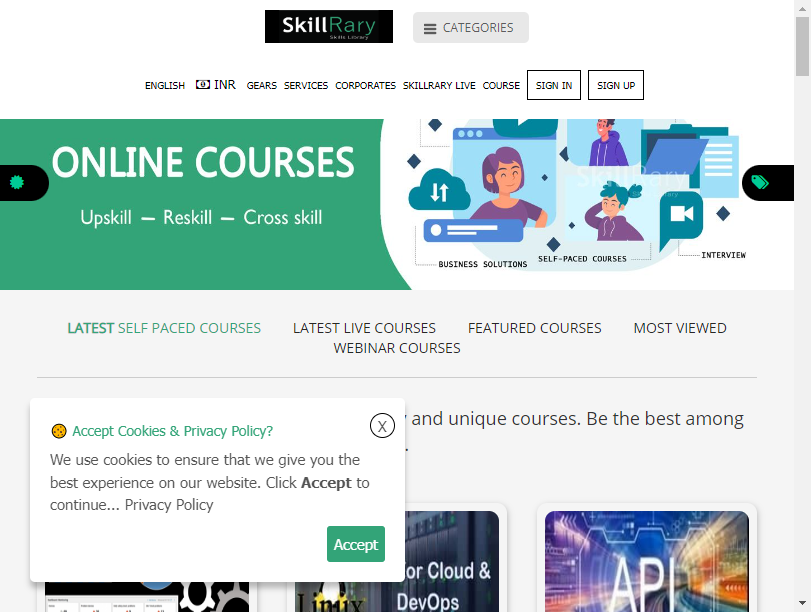 SkillRary
Skills Library
CATEGORIES
ENGLISH INR GEARS SERVICES CORPORATES SKILLRARY LIVE COURSE SIGN IN SIGN UP
ONLINE COURSES
Upskill — Reskill — Cross skill
SkillRary
BUSINESS SOLUTIONS
SELF-PACED COURSES
INTERVIEW
LATEST SELF PACED COURSES LATEST LIVE COURSES FEATURED COURSES MOST VIEWED
WEBINAR COURSES
and unique courses. Be the best among
Accept Cookies & Privacy Policy?
X
We use cookies to ensure that we give you the
best experience on our website. Click Accept to
continue... Privacy Policy
Accept
for Cloud &
DevOps
Linux
API